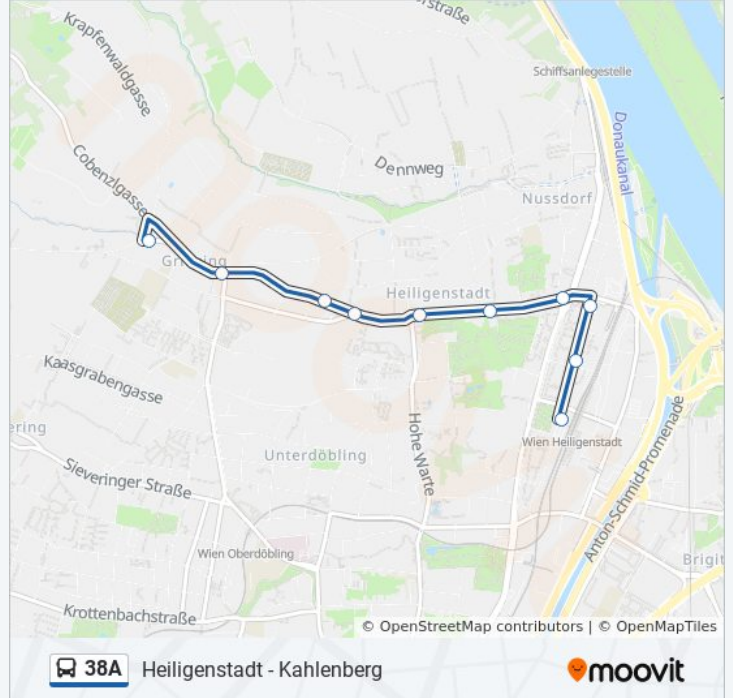 orstraße
Krapfenwaldgasse
Schiffsanlegestelle
Donaukanal
Cobenzlgasse
Dennweg
Nussdorf
Grinzing
Heiligenstadt
Kaasgrabengasse
ering
Hohe Warte
Wien Heiligenstadt
Unterdöbling
Sieveringer Straße
Anton-Schmid-Promenade
Wien Oberdöbling
Brigit
Krottenbachstraße
© OpenStreetMap contributors | © OpenMapTiles
38A Heiligenstadt - Kahlenberg moovit